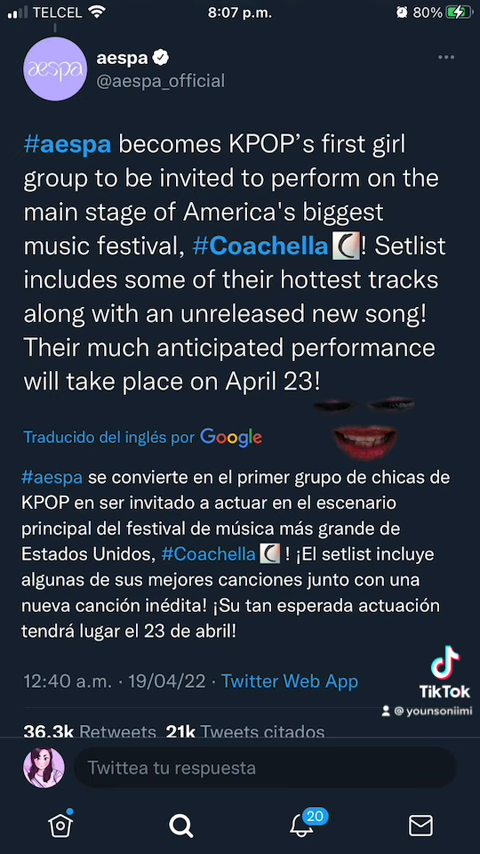 TELCEL 8:07 p.m. 80%
aespa
aespa
@aespa_official
#aespa becomes KPOP’s first girl
group to be invited to perform on the
main stage of America's biggest
music festival, #Coachella! Setlist
includes some of their hottest tracks
along with an unreleased new song!
Their much anticipated performance
will take place on April 23!
Traducido del inglés por Google
#aespa se convierte en el primer grupo de chicas de
KPOP en ser invitado a actuar en el escenario
principal del festival de música más grande de
Estados Unidos, #Coachella ! ¡El setlist incluye
algunas de sus mejores canciones junto con una
nueva canción inédita! ¡Su tan esperada actuación
tendrá lugar el 23 de abril!
12:40 a.m. · 19/04/22 · Twitter Web App
TikTok
@younsoniimi
36.3k Retweets 21k Tweets citados
Twittea tu respuesta
20